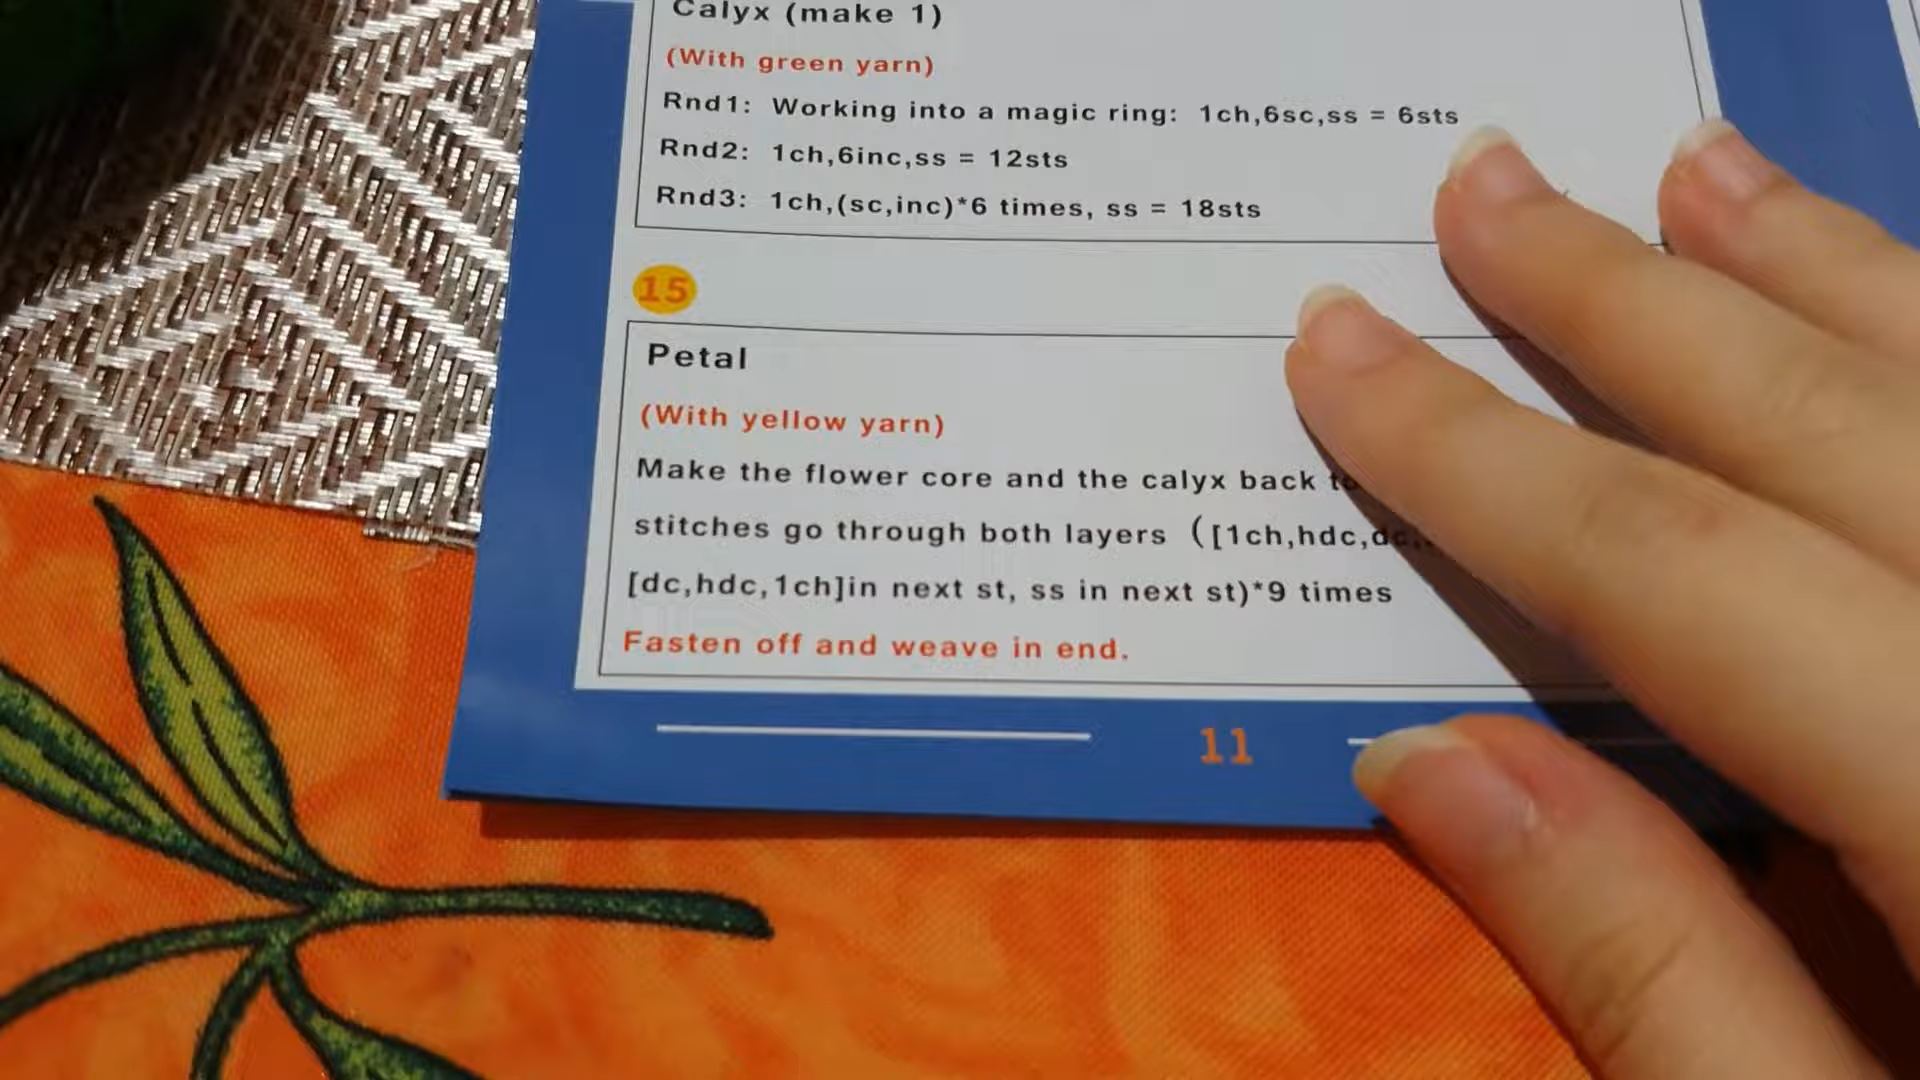 Calyx (make 1)
(With green yarn)
Rnd1: Working into a magic ring: 1ch,6sc,ss = 6sts
Rnd2: 1ch,6inc,ss = 12sts
Rnd3: 1ch,(sc,inc)*6 times, ss = 18sts
15
Petal
(With yellow yarn)
Make the flower core and the calyx back
stitches go through both layers ([1ch,hdc,
[dc,hdc,1ch]in next st, ss in next st)*9 times
Fasten off and weave in end.
11